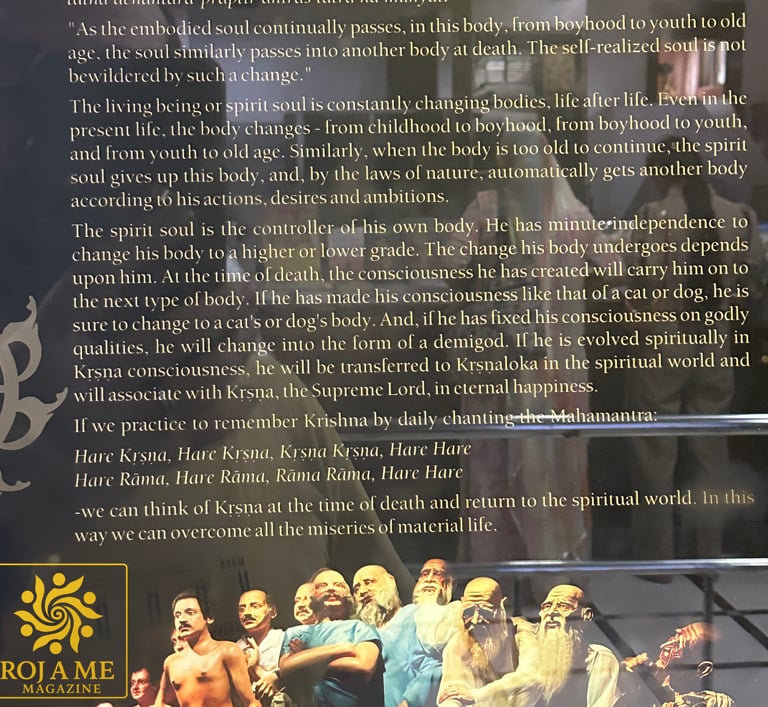 "As the embodied soul continually passes, in this body, from boyhood to youth to old
age, the soul similarly passes into another body at death. The self-realized soul is not
bewildered by such a change."
The living being or spirit soul is constantly changing bodies, life after life. Even in the
present life, the body changes - from childhood to boyhood, from boyhood to youth,
and from youth to old age. Similarly, when the body is too old to continue, the spirit
soul gives up this body, and, by the laws of nature, automatically gets another body
according to his actions, desires and ambitions.
The spirit soul is the controller of his own body. He has minute independence to
change his body to a higher or lower grade. The change his body undergoes depends
upon him. At the time of death, the consciousness he has created will carry him on to
the next type of body. If he has made his consciousness like that of a cat or dog, he is
sure to change to a cat's or dog's body. And, if he has fixed his consciousness on godly
qualities, he will change into the form of a demigod. If he is evolved spiritually in
Kṛṣṇa consciousness, he will be transferred to Kṛṣṇaloka in the spiritual world and
will associate with Kṛṣṇa, the Supreme Lord, in eternal happiness.
If we practice to remember Krishna by daily chanting the Mahamantra:
Hare Kṛṣṇa, Hare Kṛṣṇa, Kṛṣṇa Kṛṣṇa, Hare Hare
Hare Rāma, Hare Rāma, Rāma Rāma, Hare Hare
-we can think of Kṛṣṇa at the time of death and return to the spiritual world. In this
way we can overcome all the miseries of material life.
ROJ A ME
MAGAZINE